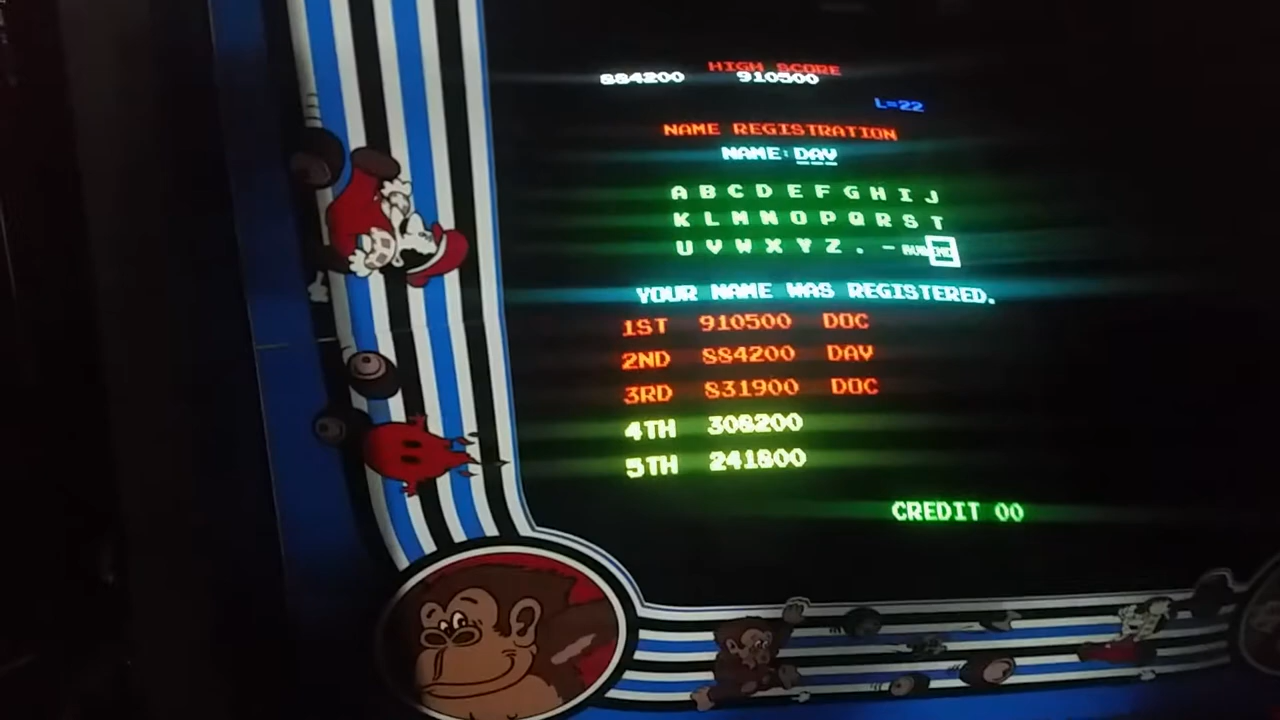 HIGH SCORE
884200 910500
L=22
NAME REGISTRATION
NAME:DAV
A B C D E F G H I J
K L M N O P Q R S T
U V W X Y Z . -
YOUR NAME WAS REGISTERED.
1ST 910500 DOC
2ND 884200 DAV
3RD 831900 DOC
4TH 308200
5TH 241800
CREDIT 00